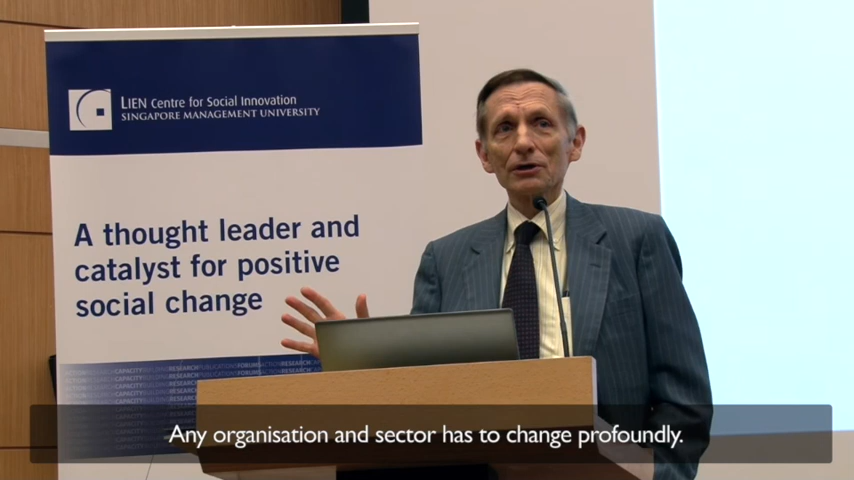 LIEN Centre for Social Innovation
SINGAPORE MANAGEMENT UNIVERSITY
A thought leader and
catalyst for positive
social change
Any organisation and sector has to change profoundly.